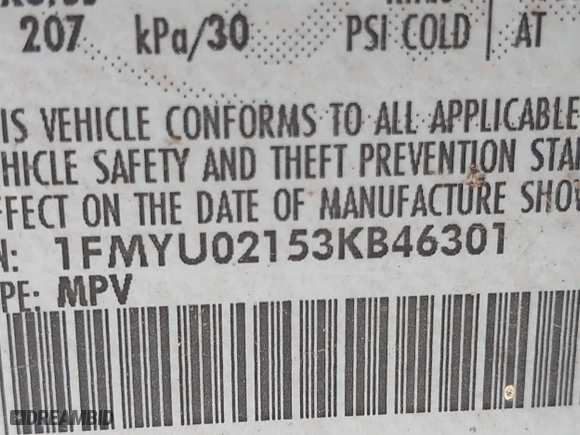 207 kPa/30 PSI COLD AT
IS VEHICLE CONFORMS TO ALL APPLICABLE
HICLE SAFETY AND THEFT PREVENTION STA
FFECT ON THE DATE OF MANUFACTURE SHO
N: 1FMYU02153KB46301
PE: MPV
DREAMBID